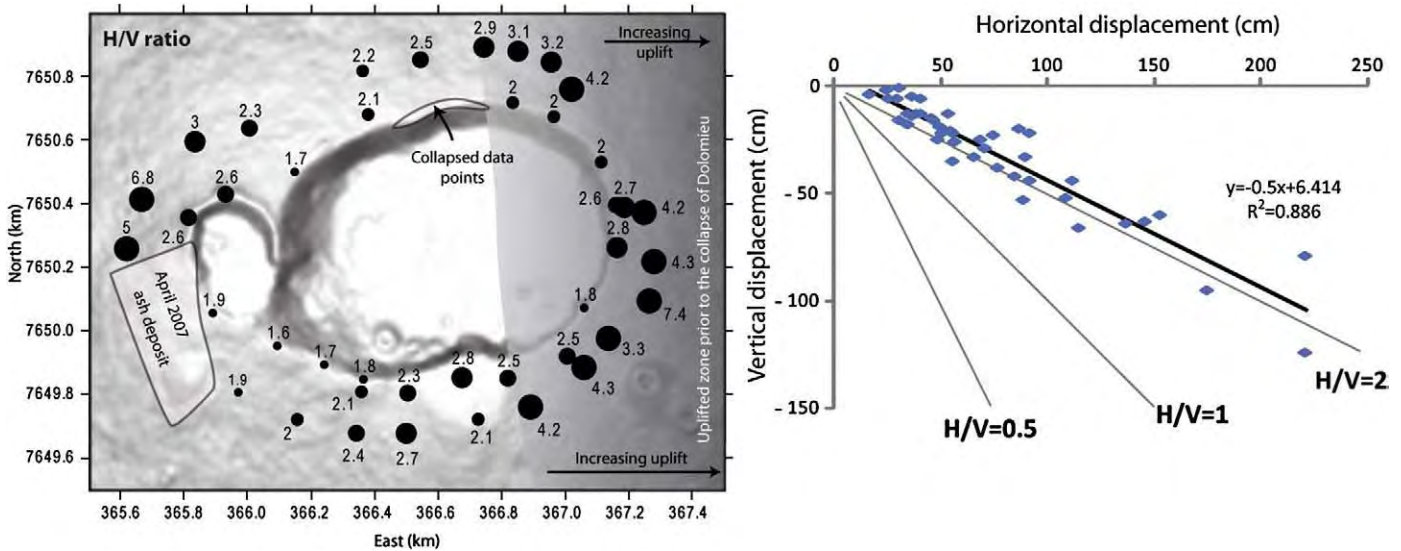 H/V ratio
Increasing
uplift
2.9
3.1
3.2
2.5
2.2
4.2
2.1
2
2
2.3
3
1.7
Collapsed data
points
2
6.8
2.6
2.7
2.6
4.2
5
2.6
2.8
4.3
April 2007
ash deposit
1.9
1.8
7.4
1.6
3.3
1.7
1.8
2.8
2.5
2.5
4.3
1.9
2.3
2.1
2
2.1
4.2
2.4
2.7
Uplifted zone prior to the collapse of Dolomieu
Increasing uplift
North (km)
7650.8
7650.6
7650.4
7650.2
7650.0
7649.8
7649.6
365.6 365.8 366.0 366.2 366.4 366.6 366.8 367.0 367.2 367.4
East (km)
Horizontal displacement (cm)
0 50 100 150 200 250
Vertical displacement (cm)
0
- 50
- 100
- 150
y=-0.5x+6.414
R²=0.886
H/V=2
H/V=1
H/V=0.5